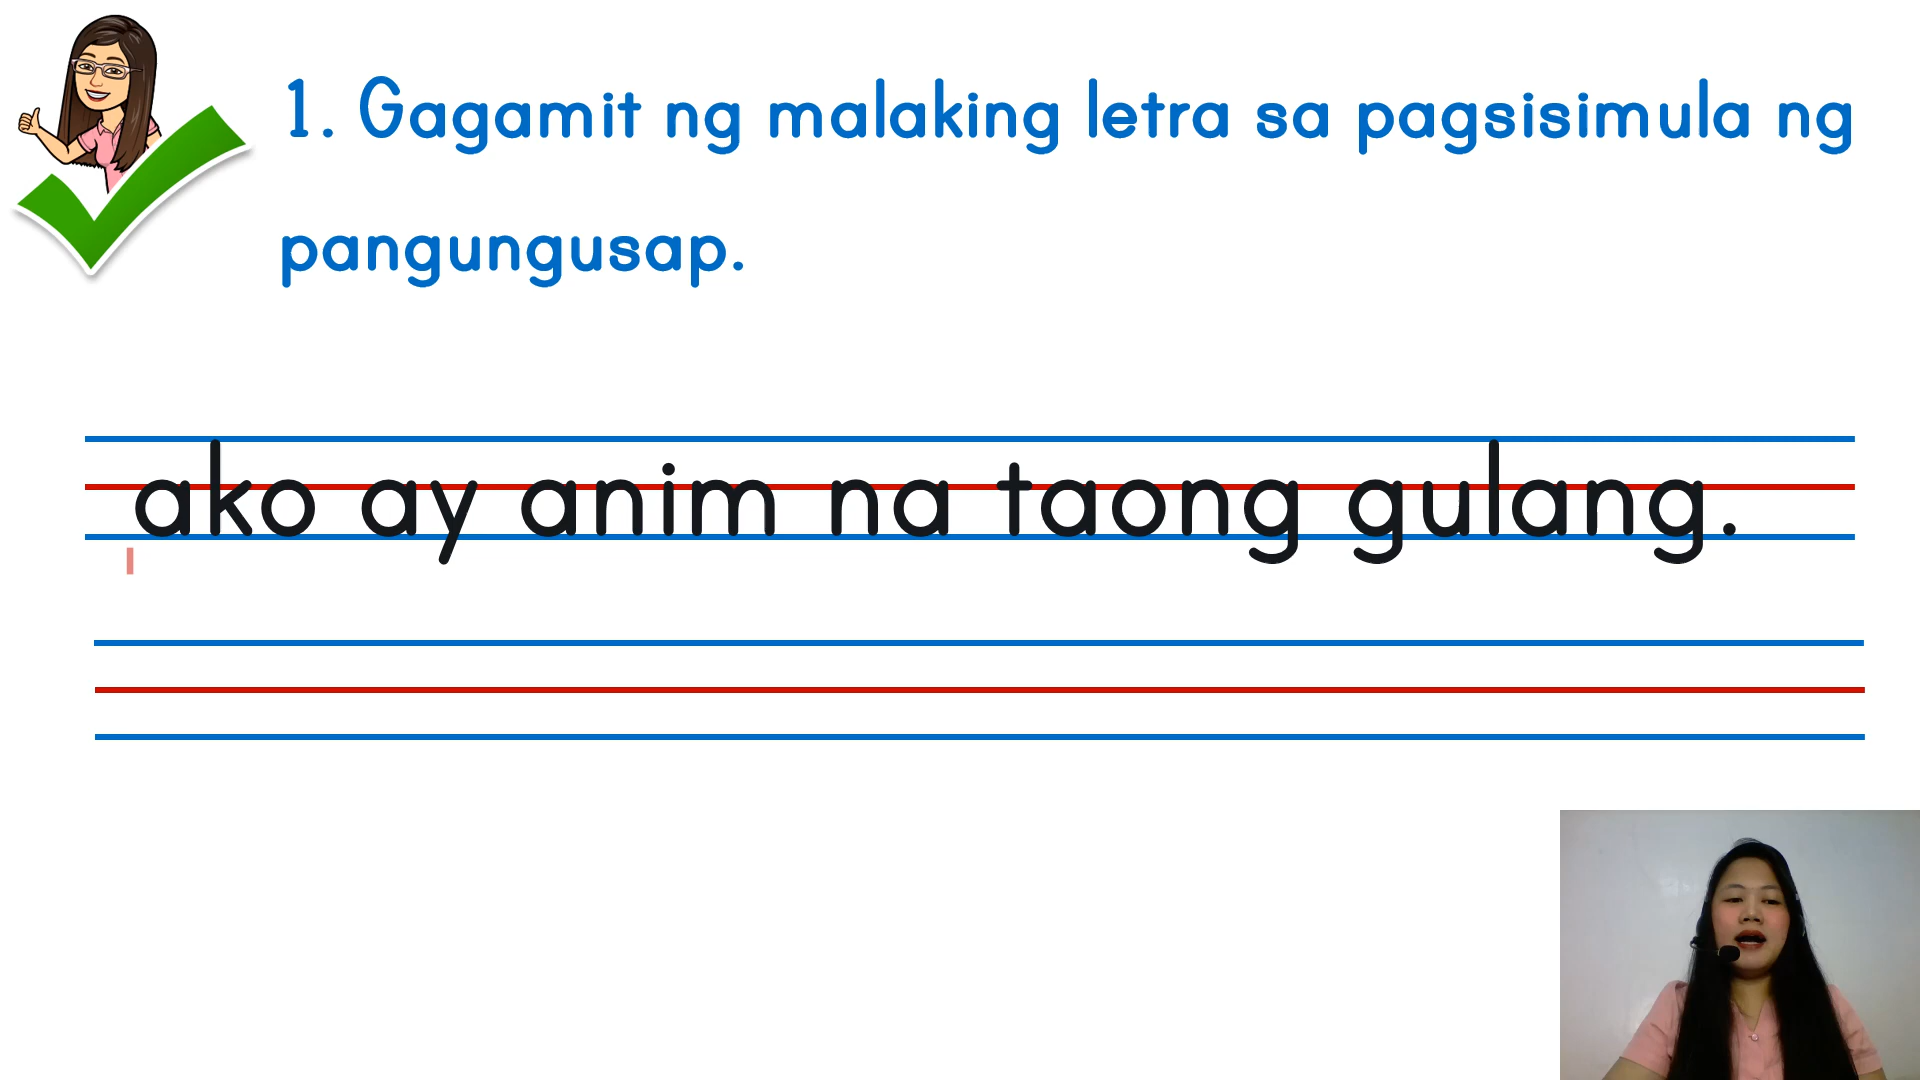 1. Gagamit ng malaking letra sa pagsisimula ng
pangungusap.
ako ay anim na taong gulang.